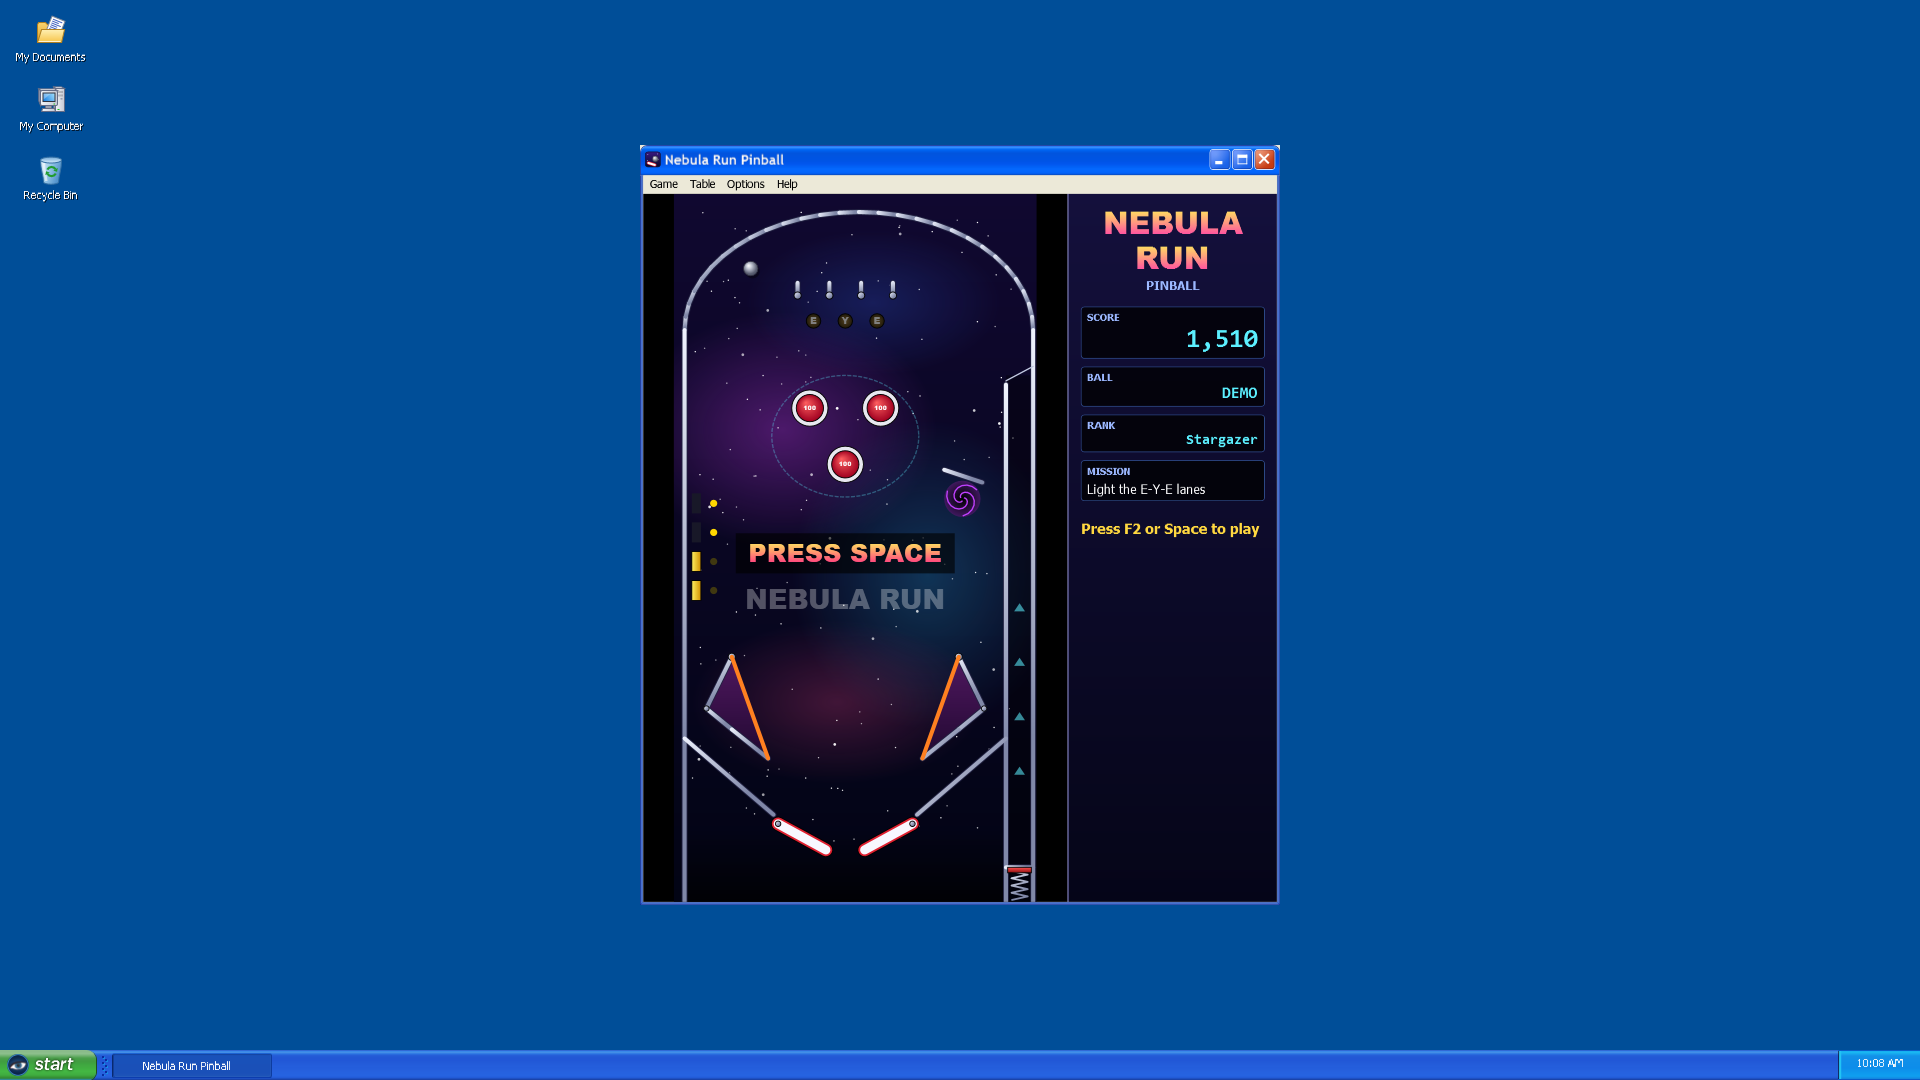 My Documents
My Computer
Recycle Bin
Nebula Run Pinball
Game Table Options Help
E Y E
100 100
100
PRESS SPACE
NEBULA RUN
NEBULA
RUN
PINBALL
SCORE
1,510
BALL
DEMO
RANK
Stargazer
MISSION
Light the E-Y-E lanes
Press F2 or Space to play
start
Nebula Run Pinball
10:08 AM